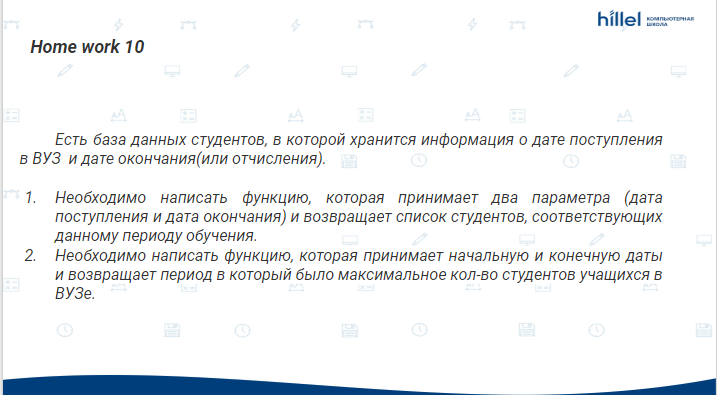 hillel КОМПЬЮТЕРНАЯ
ШКОЛА
Home work 10
Есть база данных студентов, в которой хранится информация о дате поступления
в ВУЗ и дате окончания(или отчисления).
1. Необходимо написать функцию, которая принимает два параметра (дата
поступления и дата окончания) и возвращает список студентов, соответствующих
данному периоду обучения.
2. Необходимо написать функцию, которая принимает начальную и конечную даты
и возвращает период в который было максимальное кол-во студентов учащихся в
ВУЗе.